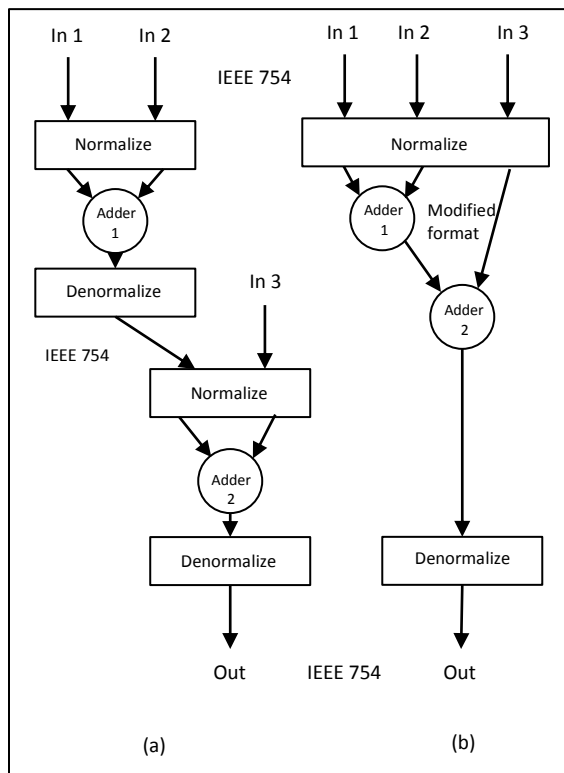 In 1 In 2 In 1 In 2 In 3
IEEE 754
Normalize Normalize
Adder
1
Adder
1
Modified
format
Denormalize
In 3
Adder
2
IEEE 754
Normalize
Adder
2
Denormalize Denormalize
Out IEEE 754 Out
(a) (b)